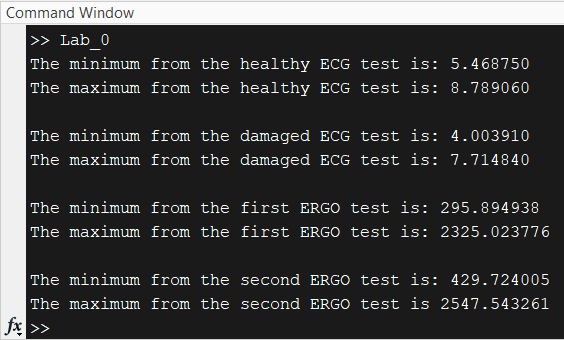 Command Window
>> Lab_0
The minimum from the healthy ECG test is: 5.468750
The maximum from the healthy ECG test is: 8.789060
The minimum from the damaged ECG test is: 4.003910
The maximum from the damaged ECG test is: 7.714840
The minimum from the first ERGO test is: 295.894938
The maximum from the first ERGO test is: 2325.023776
The minimum from the second ERGO test is: 429.724005
The maximum from the second ERGO test is 2547.543261
fx >>